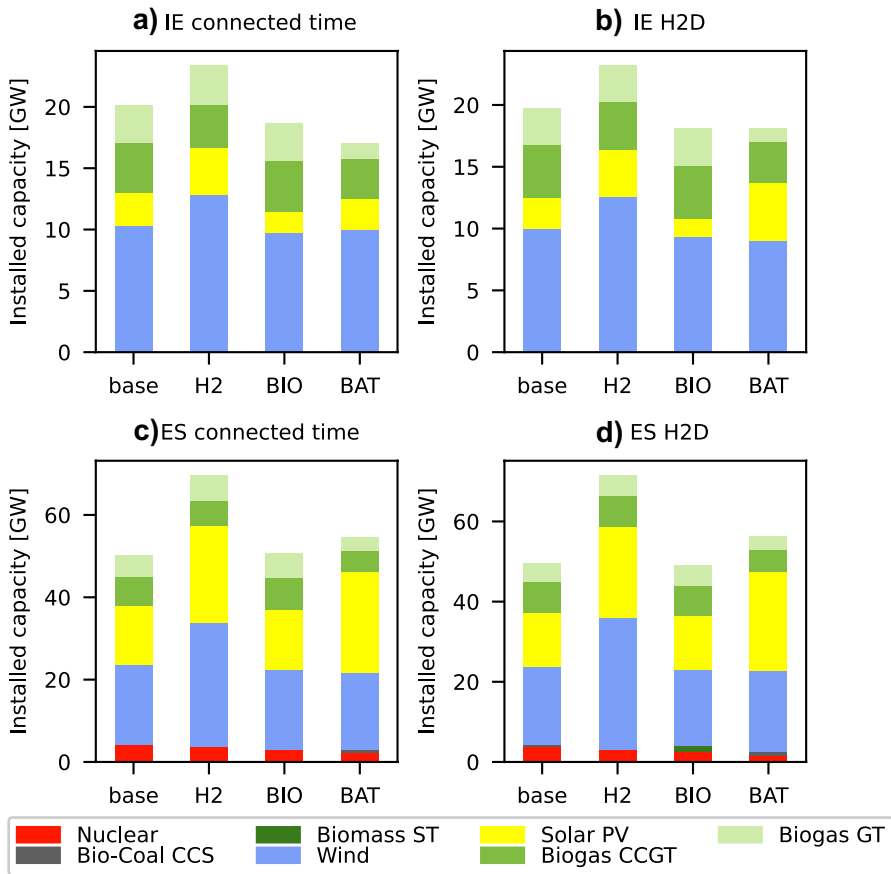 a) IE connected time
b) IE H2D
Installed capacity [GW]
20
15
10
5
0
base H2 BIO BAT
Installed capacity [GW]
20
15
10
5
0
base H2 BIO BAT
c) ES connected time
d) ES H2D
Installed capacity [GW]
60
40
20
0
base H2 BIO BAT
Installed capacity [GW]
60
40
20
0
base H2 BIO BAT
Nuclear Biomass ST Solar PV Biogas GT
Bio-Coal CCS Wind Biogas CCGT